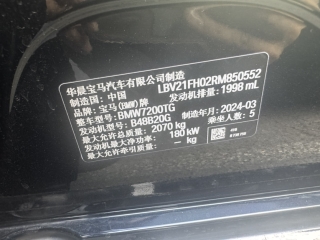 华晨宝马汽车有限公司制造
制造国：中国 LBV21FH02RM850552
品牌：宝马(BMW)牌 发动机排量：1998 mL
整车型号：BMW7200TG
发动机型号：B48B20G 制造年月：2024-03
最大允许总质量：2070 kg 乘坐人数：5
发动机最大净功率：180 kW
最大允许牵引质量：— kg